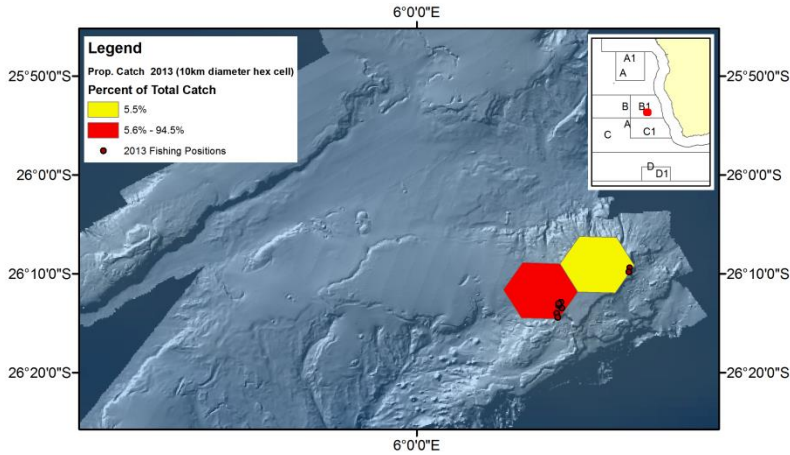 6°0'0"E
Legend
Prop. Catch 2013 (10km diameter hex cell)
Percent of Total Catch
5.5%
5.6% - 94.5%
2013 Fishing Positions
A1
A
B B1
A
C C1
D
D1
25°50'0"S
25°50'0"S
26°0'0"S
26°0'0"S
26°10'0"S
26°10'0"S
26°20'0"S
26°20'0"S
6°0'0"E